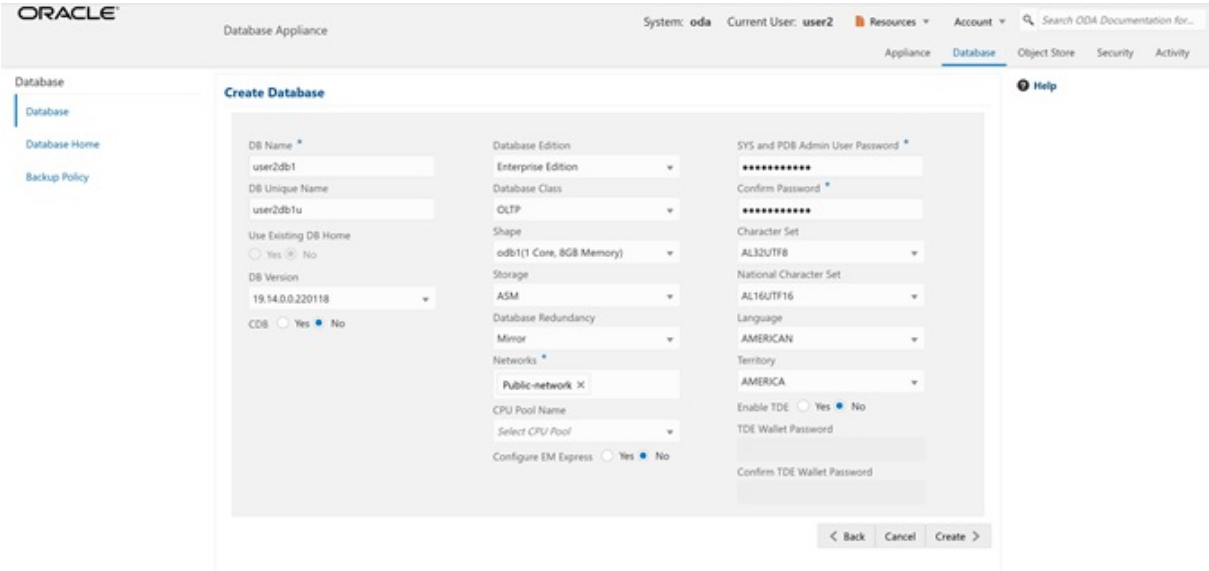 ORACLE
Database Appliance
System: oda Current User: user2 Resources Account Search ODA Documentation for...
Appliance Database Object Store Security Activity
Database
Database
Database Home
Backup Policy
Create Database
Help
DB Name *
user2db1
DB Unique Name
user2db1u
Use Existing DB Home
Yes No
DB Version
19.14.0.0.220118
CDB Yes No
Database Edition
Enterprise Edition
Database Class
OLTP
Shape
odb1(1 Core, 8GB Memory)
Storage
ASM
Database Redundancy
Mirror
Networks *
Public-network ×
CPU Pool Name
Select CPU Pool
Configure EM Express Yes No
SYS and PDB Admin User Password *
•••••••••••
Confirm Password *
•••••••••••
Character Set
AL32UTF8
National Character Set
AL16UTF16
Language
AMERICAN
Territory
AMERICA
Enable TDE Yes No
TDE Wallet Password
Confirm TDE Wallet Password
Back Cancel Create